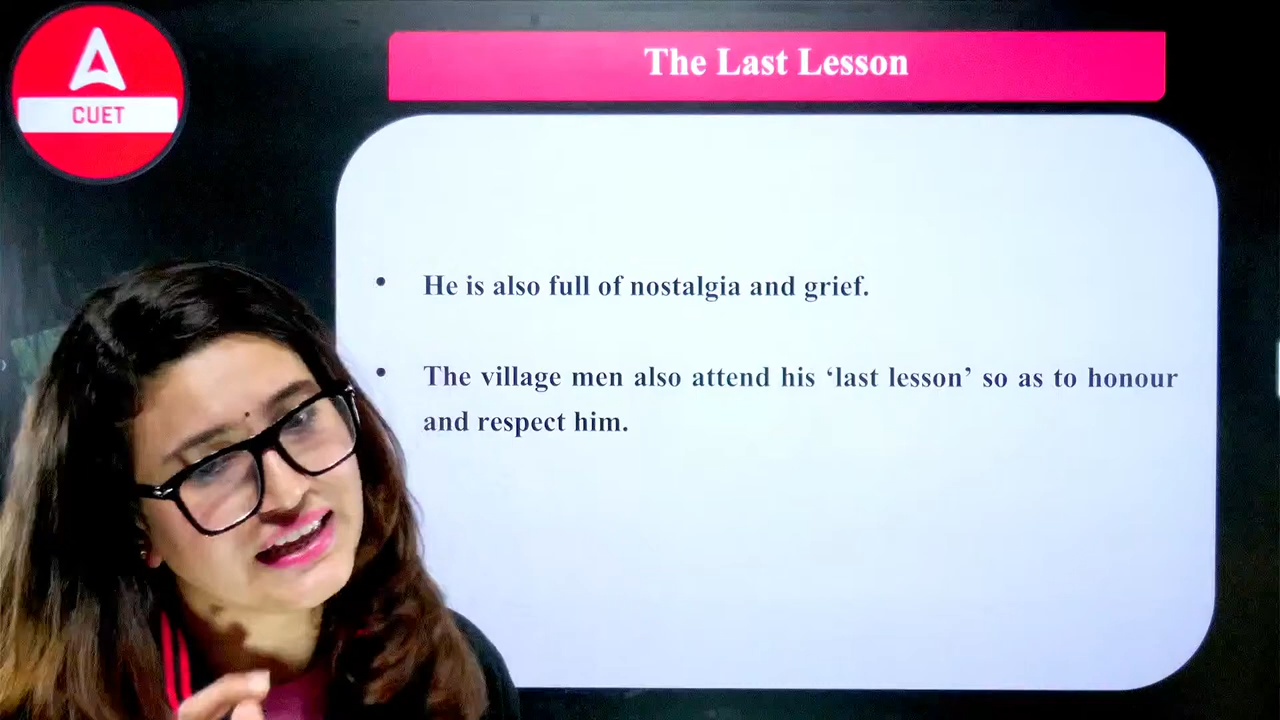 CUET
The Last Lesson
• He is also full of nostalgia and grief.
• The village men also attend his ‘last lesson’ so as to honour
and respect him.